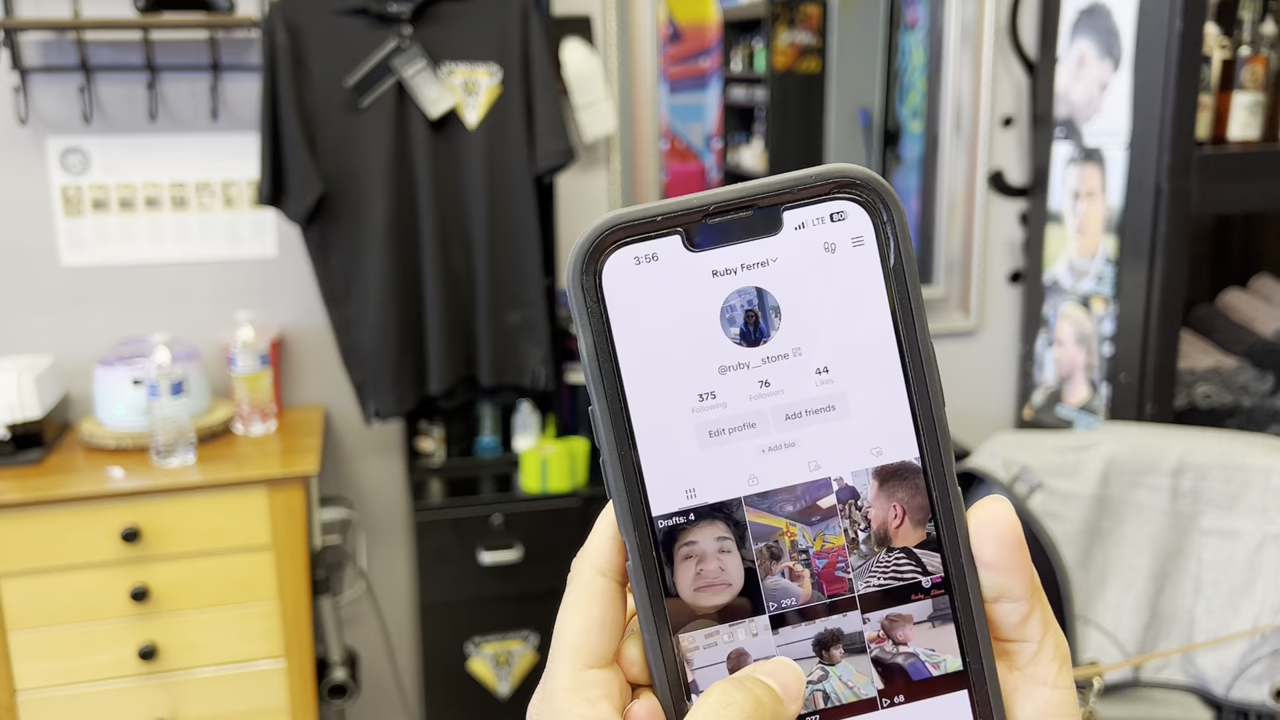 3:56
LTE 80
Ruby Ferrel
@ruby__stone
375
Following
76
Followers
44
Likes
Edit profile
Add friends
+ Add bio
Drafts: 4
292
Ruby__Stone
68